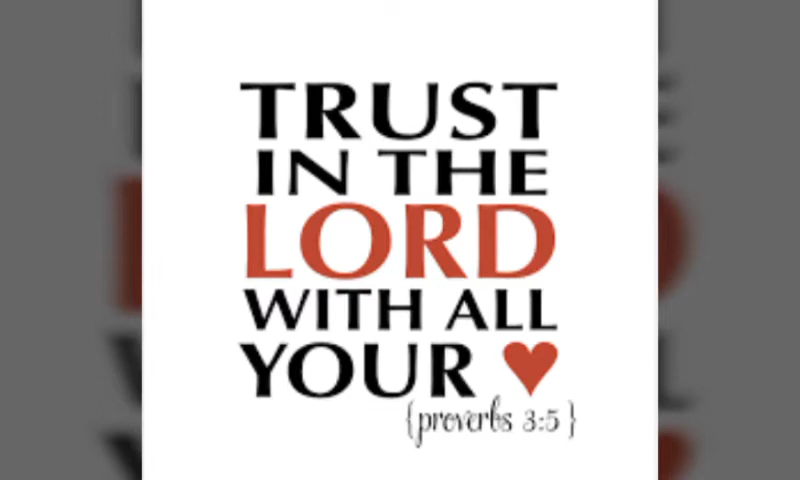 TRUST
IN THE
LORD
WITH ALL
YOUR ♥
{proverbs 3:5}